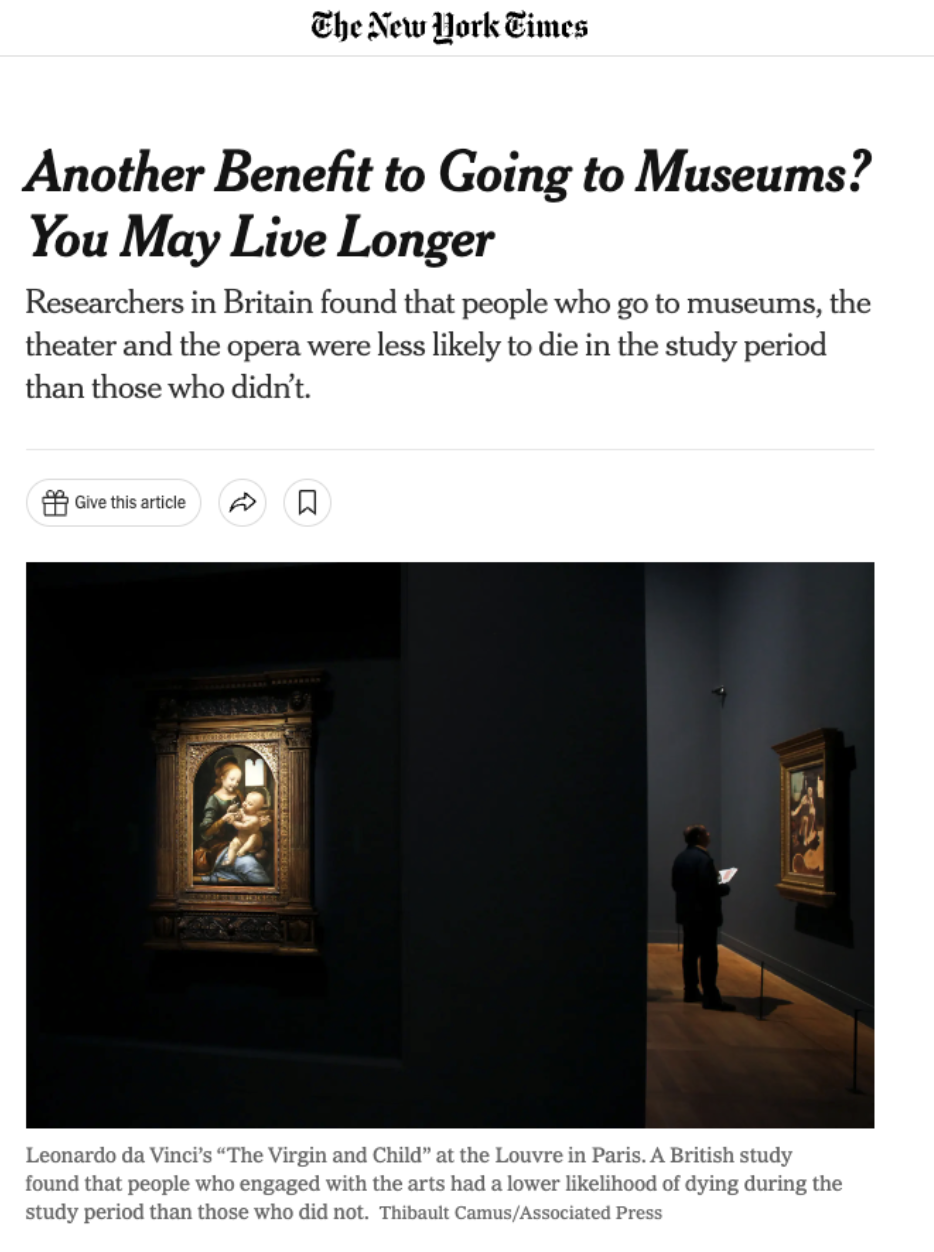 The New York Times
Another Benefit to Going to Museums?
You May Live Longer
Researchers in Britain found that people who go to museums, the
theater and the opera were less likely to die in the study period
than those who didn’t.
Give this article
Leonardo da Vinci’s “The Virgin and Child” at the Louvre in Paris. A British study
found that people who engaged with the arts had a lower likelihood of dying during the
study period than those who did not. Thibault Camus/Associated Press